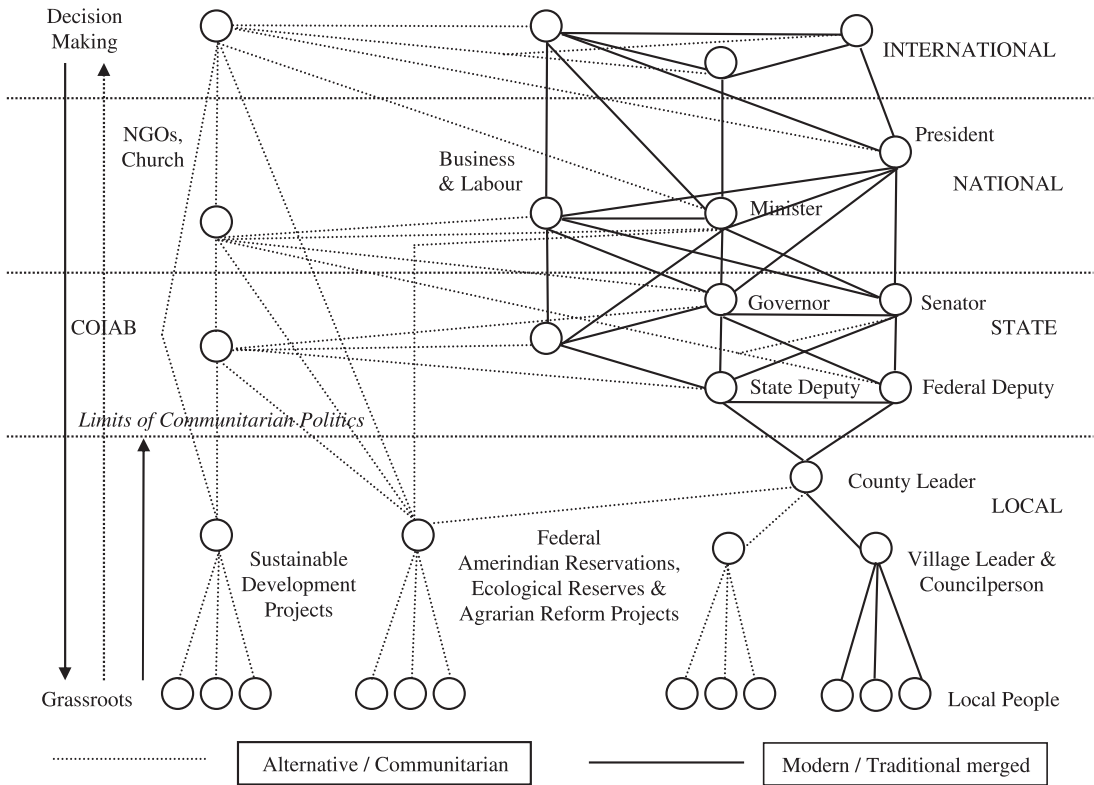 Decision
Making
INTERNATIONAL
NGOs,
Church
Business
& Labour
President
NATIONAL
Minister
COIAB
Governor
Senator
STATE
State Deputy
Federal Deputy
Limits of Communitarian Politics
County Leader
LOCAL
Sustainable
Development
Projects
Federal
Amerindian Reservations,
Ecological Reserves &
Agrarian Reform Projects
Village Leader &
Councilperson
Grassroots
Local People
Alternative / Communitarian
Modern / Traditional merged